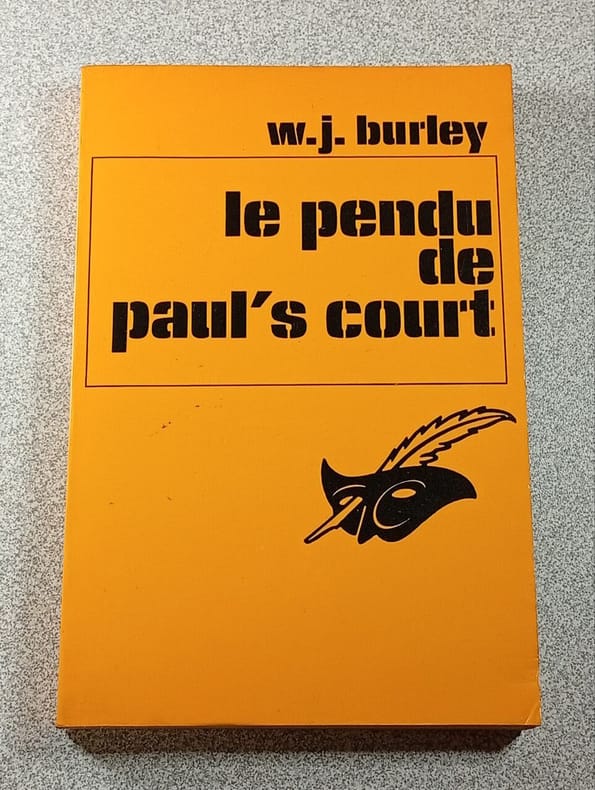 w.j. burley
le pendu
de
paul's court